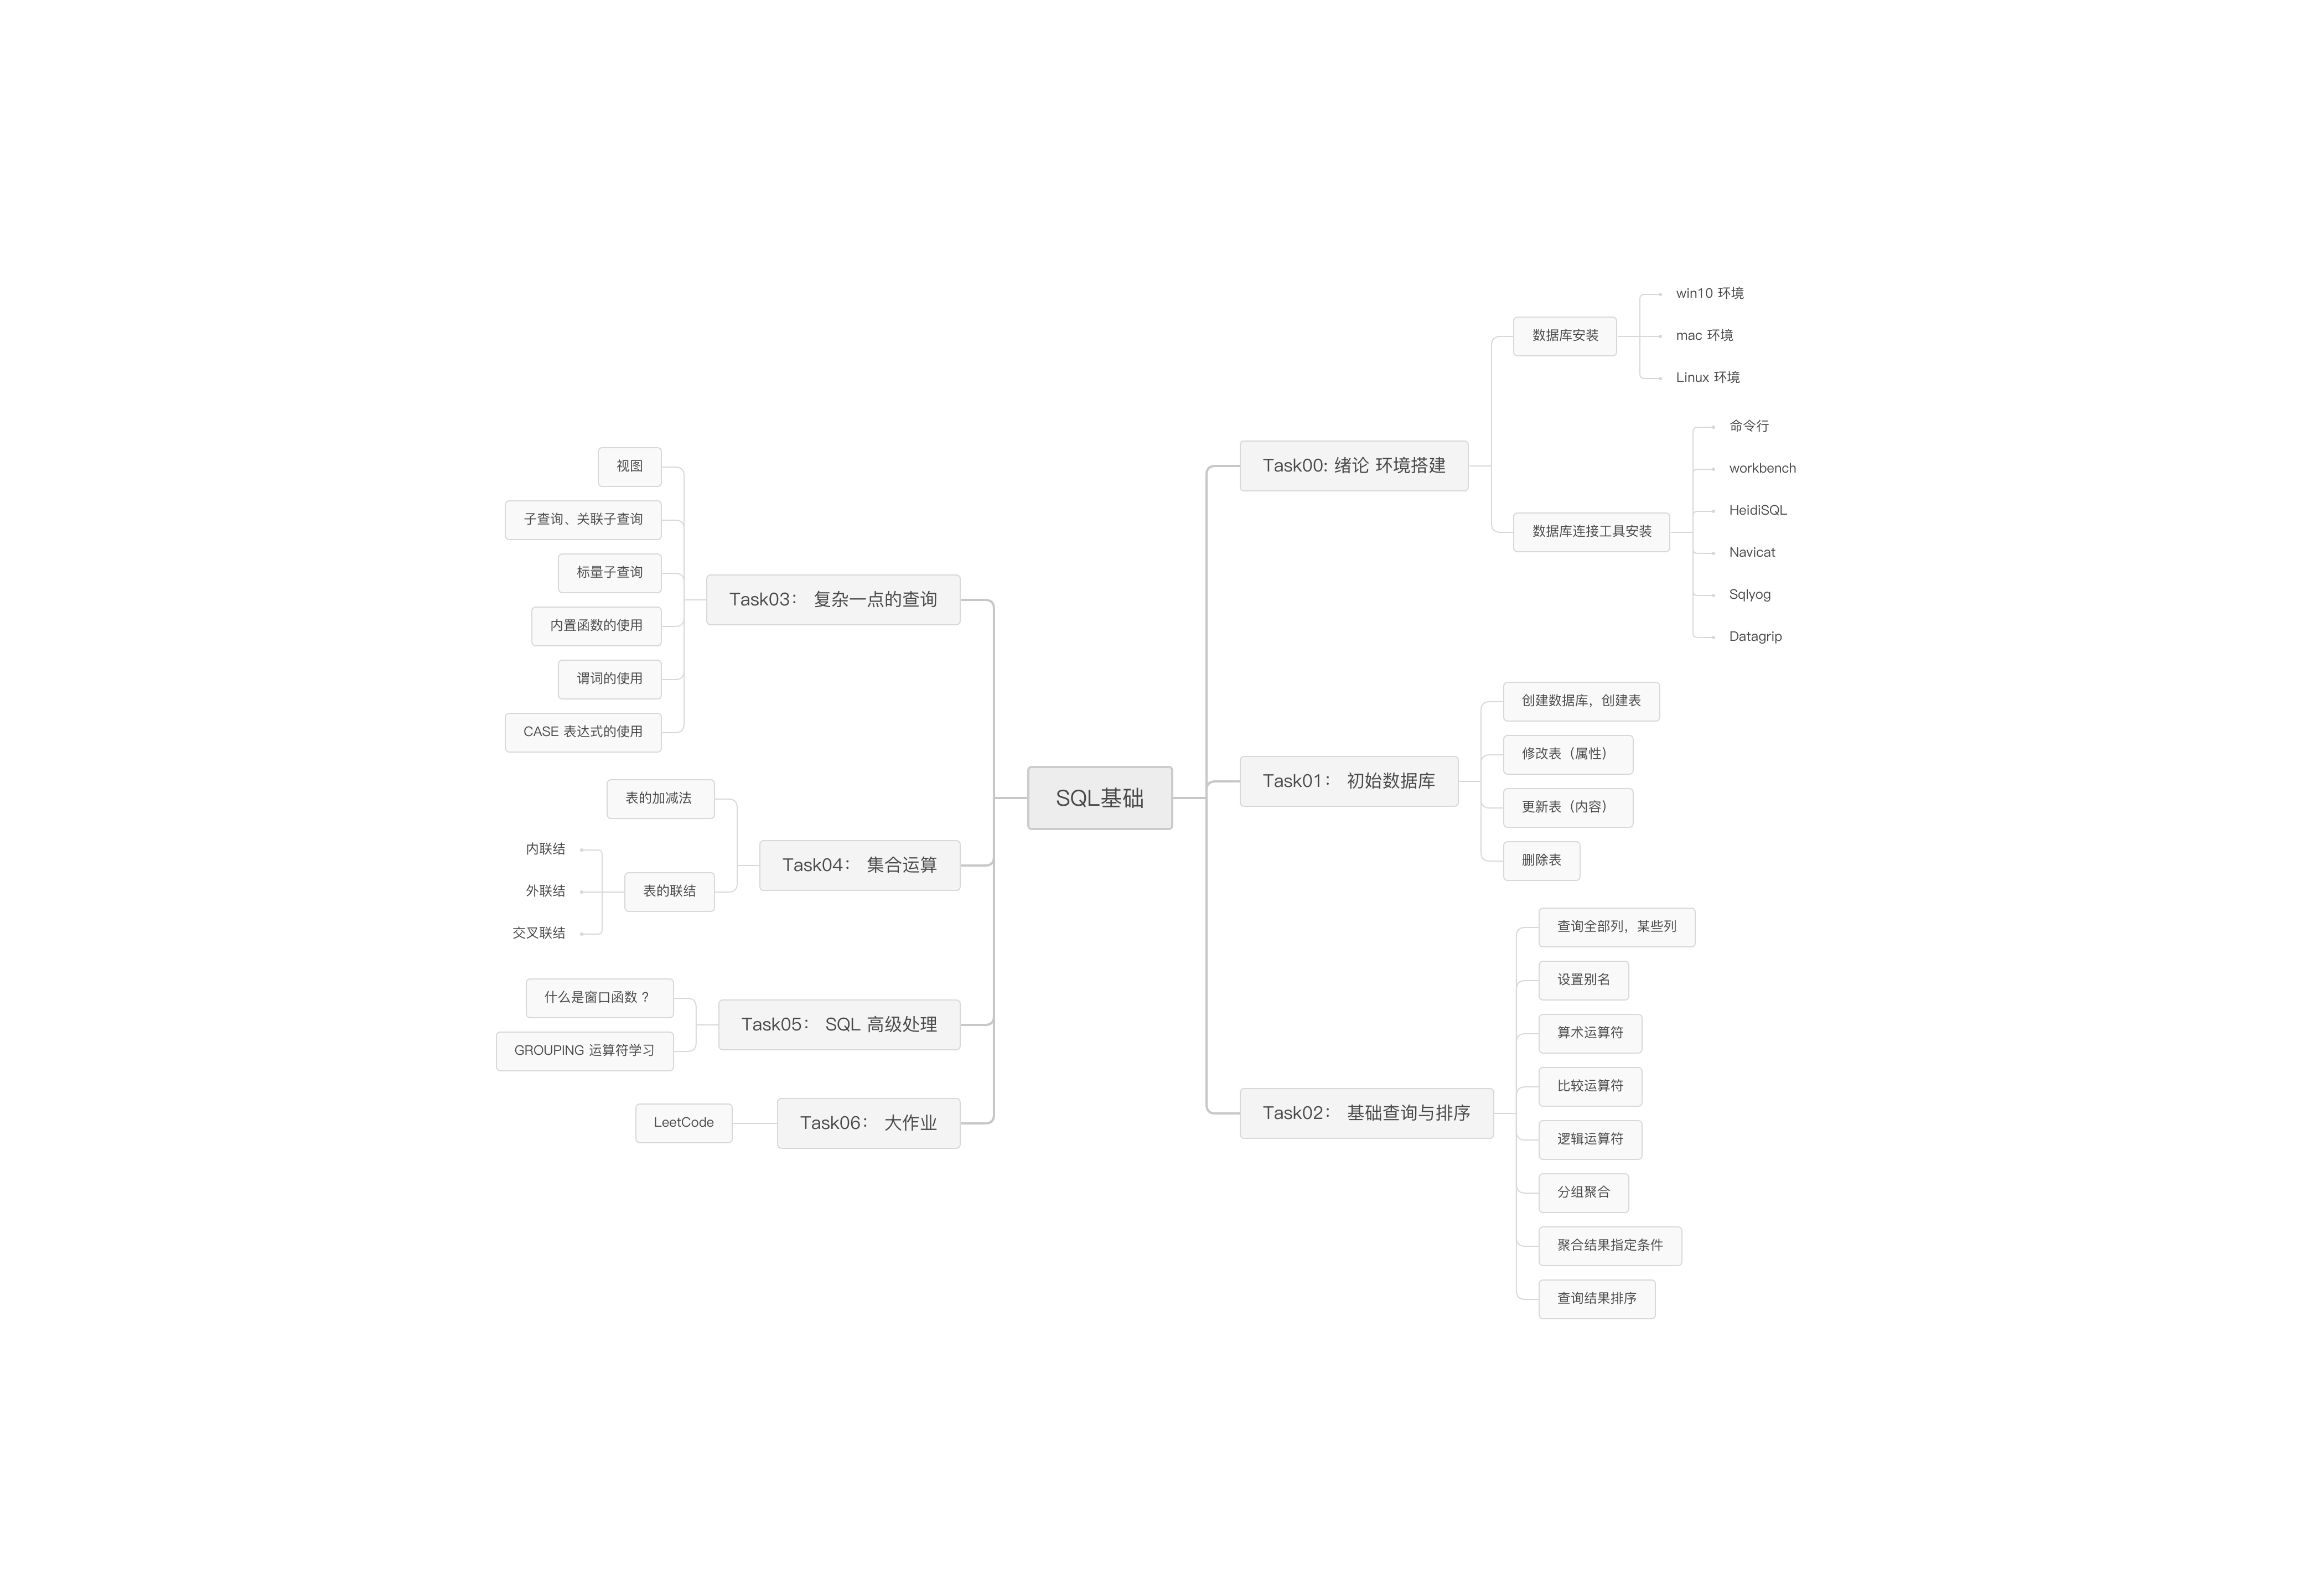 SQL基础
Task00: 绪论 环境搭建
数据库安装
win10 环境
mac 环境
Linux 环境
数据库连接工具安装
命令行
workbench
HeidiSQL
Navicat
Sqlyog
Datagrip
Task01： 初始数据库
创建数据库，创建表
修改表（属性）
更新表（内容）
删除表
Task02： 基础查询与排序
查询全部列，某些列
设置别名
算术运算符
比较运算符
逻辑运算符
分组聚合
聚合结果指定条件
查询结果排序
Task03： 复杂一点的查询
视图
子查询、关联子查询
标量子查询
内置函数的使用
谓词的使用
CASE 表达式的使用
Task04： 集合运算
表的加减法
表的联结
内联结
外联结
交叉联结
Task05： SQL 高级处理
什么是窗口函数？
GROUPING 运算符学习
Task06： 大作业
LeetCode